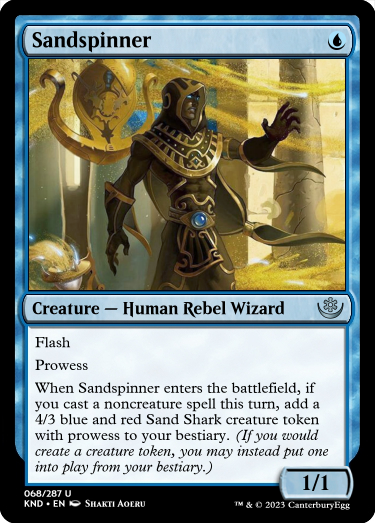 Sandspinner
Creature — Human Rebel Wizard
Flash
Prowess
When Sandspinner enters the battlefield, if
you cast a noncreature spell this turn, add a
4/3 blue and red Sand Shark creature token
with prowess to your bestiary. (If you would
create a creature token, you may instead put one
into play from your bestiary.)
1/1
068/287 U
KND • EN Shakti Aoeru
™ & © 2023 CanterburyEgg